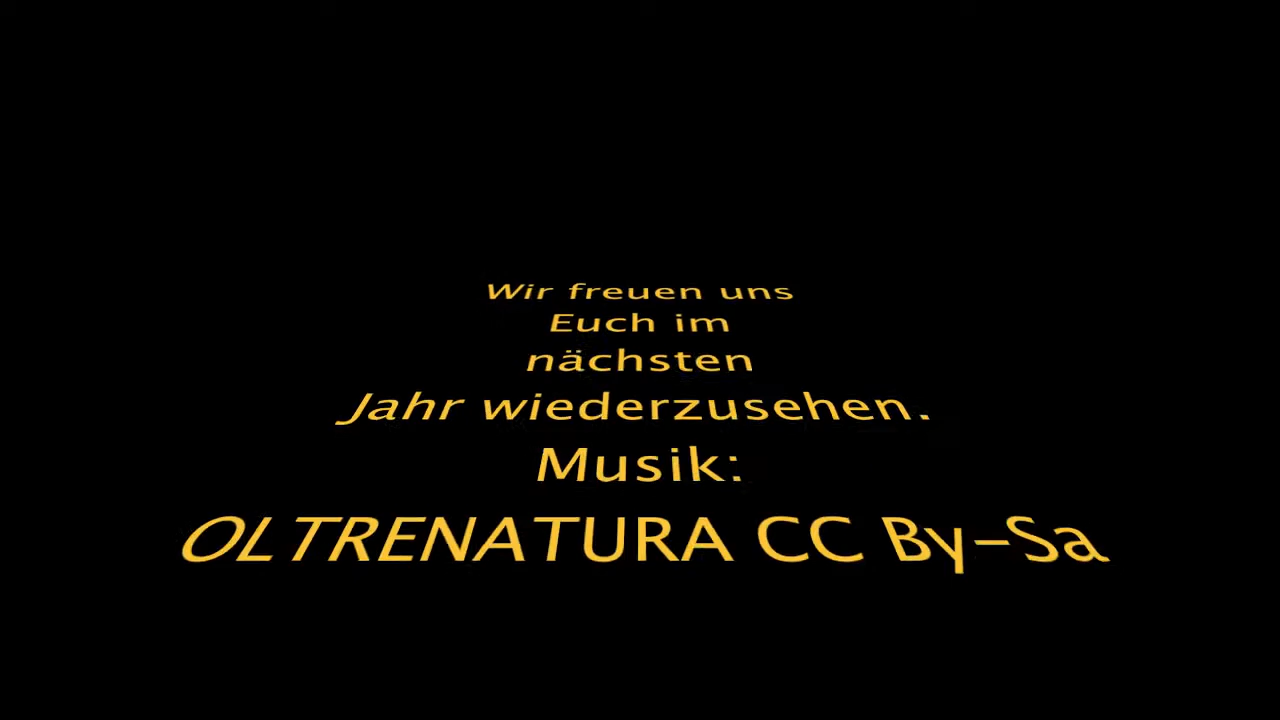 Wir freuen uns
Euch im
nächsten
Jahr wiederzusehen.
Musik:
OLTRENATURA CC By-Sa